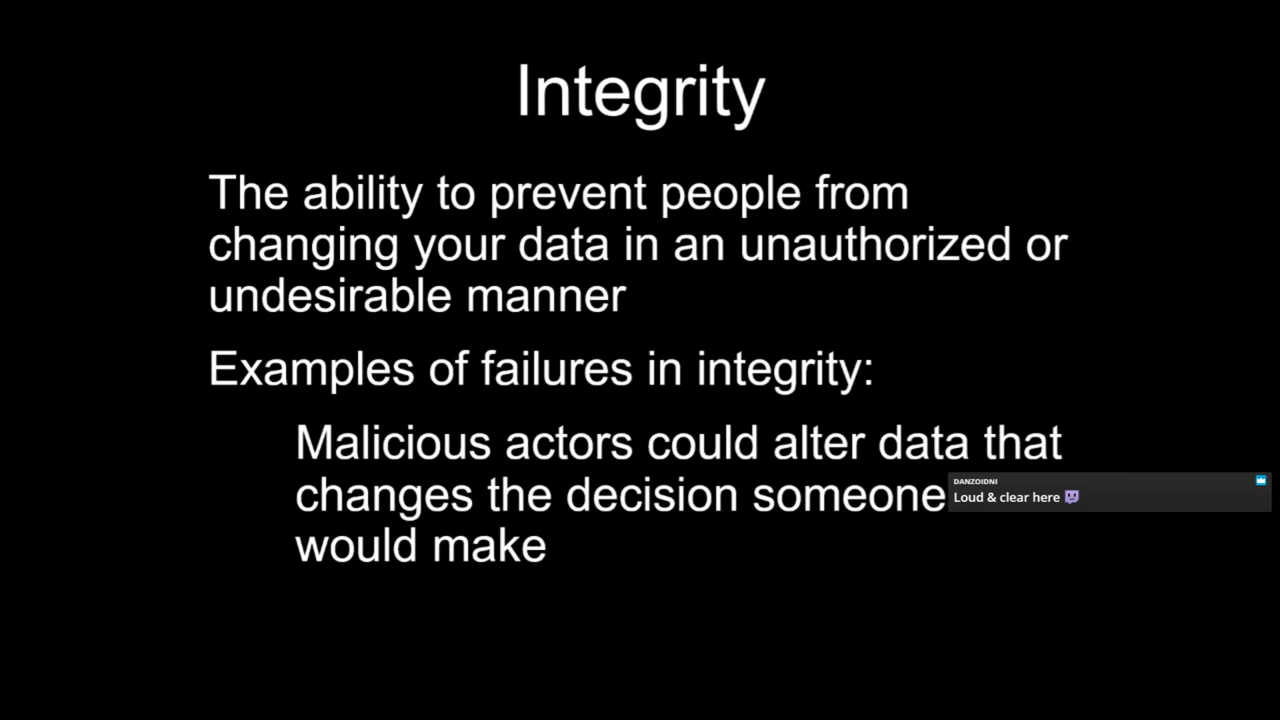 Integrity
The ability to prevent people from
changing your data in an unauthorized or
undesirable manner
Examples of failures in integrity:
Malicious actors could alter data that
changes the decision someone
would make
DANZOIDNI
Loud & clear here